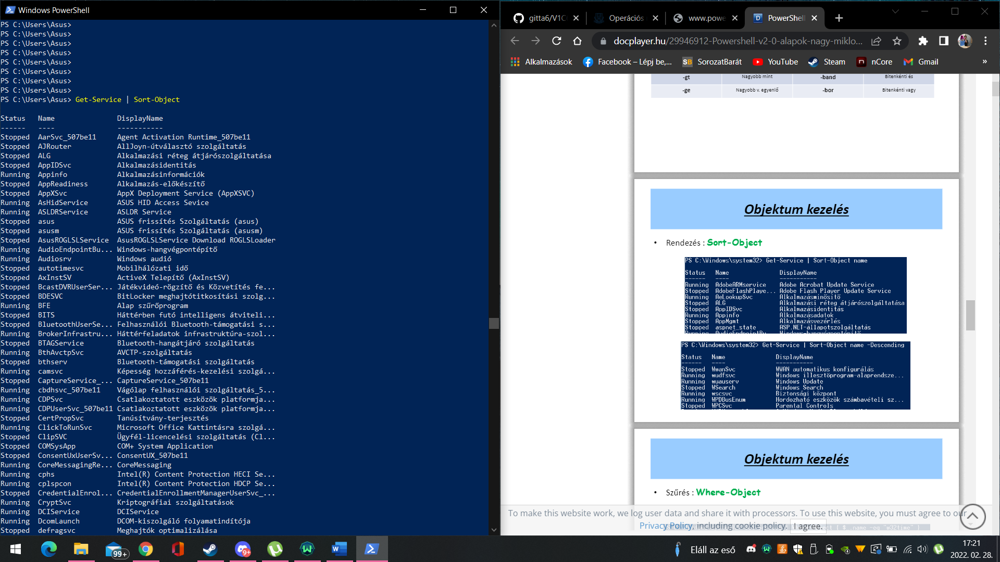 Windows PowerShell
PS C:\Users\Asus>
PS C:\Users\Asus>
PS C:\Users\Asus>
PS C:\Users\Asus>
PS C:\Users\Asus>
PS C:\Users\Asus>
PS C:\Users\Asus>
PS C:\Users\Asus>
PS C:\Users\Asus> Get-Service | Sort-Object
Status Name DisplayName
------ ---- -----------
Stopped AarSvc_507be11 Agent Activation Runtime_507be11
Stopped AJRouter AllJoyn-útválasztó szolgáltatás
Stopped ALG Alkalmazási réteg átjárószolgáltatása
Stopped AppIDSvc Alkalmazásidentitás
Running Appinfo Alkalmazásinformációk
Stopped AppReadiness Alkalmazás-előkészítő
Stopped AppXSvc AppX Deployment Service (AppXSVC)
Running AsHidService ASUS HID Access Sevice
Running ASLDRService ASLDR Service
Stopped asus ASUS frissítés Szolgáltatás (asus)
Stopped asusm ASUS frissítés Szolgáltatás (asusm)
Stopped AsusROGLSLService AsusROGLSLService Download ROGLSLoader
Running AudioEndpointBu... Windows-hangvégpontépítő
Running Audiosrv Windows audió
Stopped autotimesvc Mobilhálózati idő
Stopped AxInstSV ActiveX Telepítő (AxInstSV)
Stopped BcastDVRUserSer... Játékvideó-rögzítő és Közvetítés fe...
Stopped BDESVC BitLocker meghajtótitkosítási szolg...
Running BFE Alap szűrőprogram
Stopped BITS Háttérben futó intelligens átviteli...
Stopped BluetoothUserSe... Felhasználói Bluetooth-támogatási s...
Running BrokerInfrastru... Háttérfeladatok infrastruktúra-szol...
Running BTAGService Bluetooth-hangátjáró szolgáltatás
Running BthAvctpSvc AVCTP-szolgáltatás
Stopped bthserv Bluetooth-támogatási szolgáltatás
Running camsvc Képesség hozzáférés-kezelési szolgá...
Stopped CaptureService_... CaptureService_507be11
Running cbdhsvc_507be11 Vágólap felhasználói szolgáltatás_5...
Running CDPSvc Csatlakoztatott eszközök platformja...
Running CDPUserSvc_507be11 Csatlakoztatott eszközök platformja...
Stopped CertPropSvc Tanúsítvány-terjesztés
Running ClickToRunSvc Microsoft Office Kattintásra szolgá...
Stopped ClipSVC Ügyfél-licencelési szolgáltatás (Cl...
Stopped COMSysApp COM+ System Application
Stopped ConsentUxUserSv... ConsentUX_507be11
Running CoreMessagingRe... CoreMessaging
Running cphs Intel(R) Content Protection HECI Se...
Running cplspcon Intel(R) Content Protection HDCP Se...
Stopped CredentialEnrol... CredentialEnrollmentManagerUserSvc_...
Running CryptSvc Kriptográfiai szolgáltatások
Running DCIService DCIService
Running DcomLaunch DCOM-kiszolgáló folyamatindítója
Stopped defragsvc Meghajtók optimalizálása
gitta6/V1C
Operációs
www.powe
PowerShell
docplayer.hu/29946912-Powershell-v2-0-alapok-nagy-miklo...
Alkalmazások
Facebook – Lépj be,...
SB SorozatBarát
YouTube
Steam
n nCore
Gmail
»
-gt Nagyobb mint -band Bitenkénti és
-ge Nagyobb v. egyenlő -bor Bitenkénti vagy
Objektum kezelés
• Rendezés : Sort-Object
PS C:\Windows\system32> Get-Service | Sort-Object name
Status Name DisplayName
------ ---- -----------
Running AdobeARMservice Adobe Acrobat Update Service
Stopped AdobeFlashPlaye... Adobe Flash Player Update Service
Running AeLookupSvc Alkalmazásminősítő
Stopped ALG Alkalmazási réteg átjárószolgáltatása
Stopped AppIDSvc Alkalmazásidentitás
Running Appinfo Alkalmazásadatok
Stopped AppMgmt Alkalmazásvezérlés
Stopped aspnet_state ASP.NET-állapotszolgáltatás
Running AudioEndpointBu... Windows-hangvégpontépítő
PS C:\Windows\system32> Get-Service | Sort-Object name -Descending
Status Name DisplayName
------ ---- -----------
Stopped WwanSvc WWAN automatikus konfigurálás
Running wudfsvc Windows illesztőprogram-alaprendsze...
Running wuauserv Windows Update
Stopped WSearch Windows Search
Running wscsvc Biztonsági központ
Running WPDBusEnum Hordozható eszközök számbavételi sz...
Stopped WPCSvc Parental Controls
Objektum kezelés
• Szűrés : Where-Object
To make this website work, we log user data and share it with processors. To use this website, you must agree to our
Privacy Policy, including cookie policy. I agree.
{ $_.name -eq "w32time" }
99+
9+
Eláll az eső
17:21
2022. 02. 28.